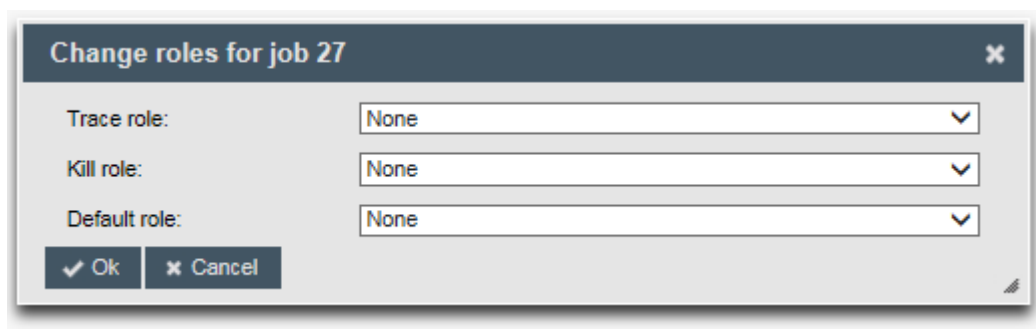 Change roles for job 27
Trace role: None
Kill role: None
Default role: None
Ok Cancel